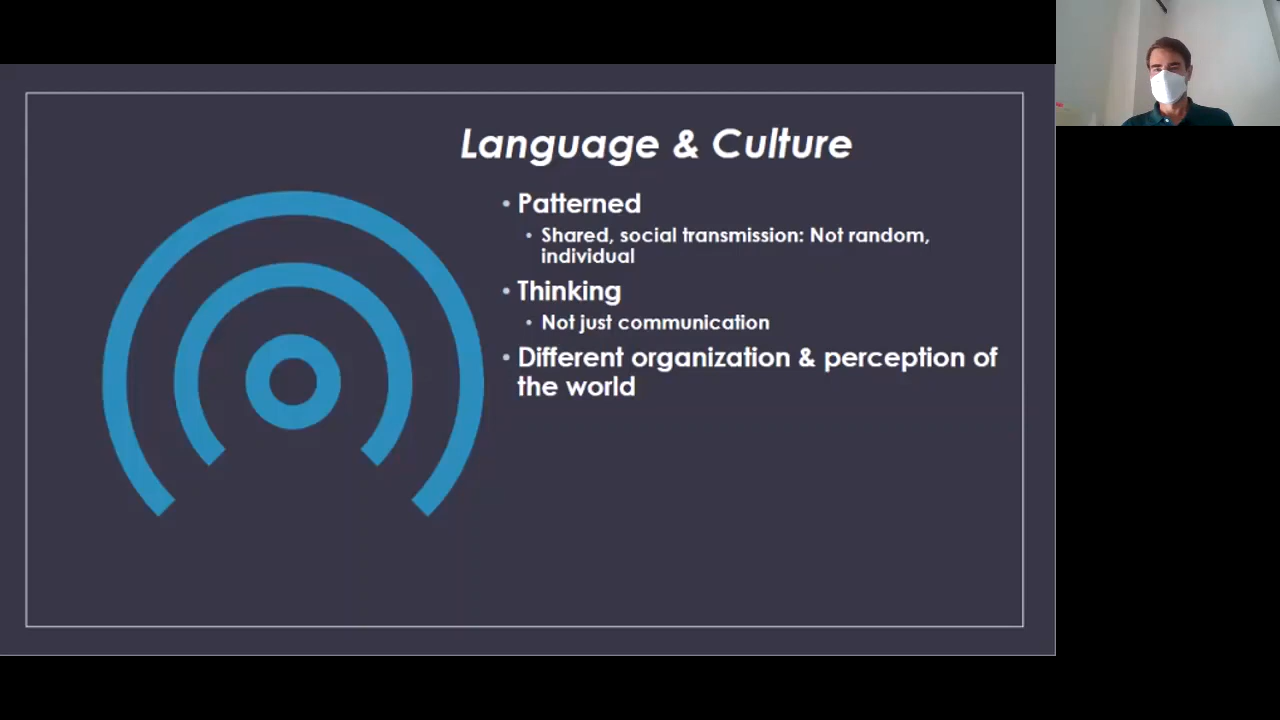 Language & Culture
• Patterned
• Shared, social transmission: Not random,
individual
• Thinking
• Not just communication
• Different organization & perception of
the world